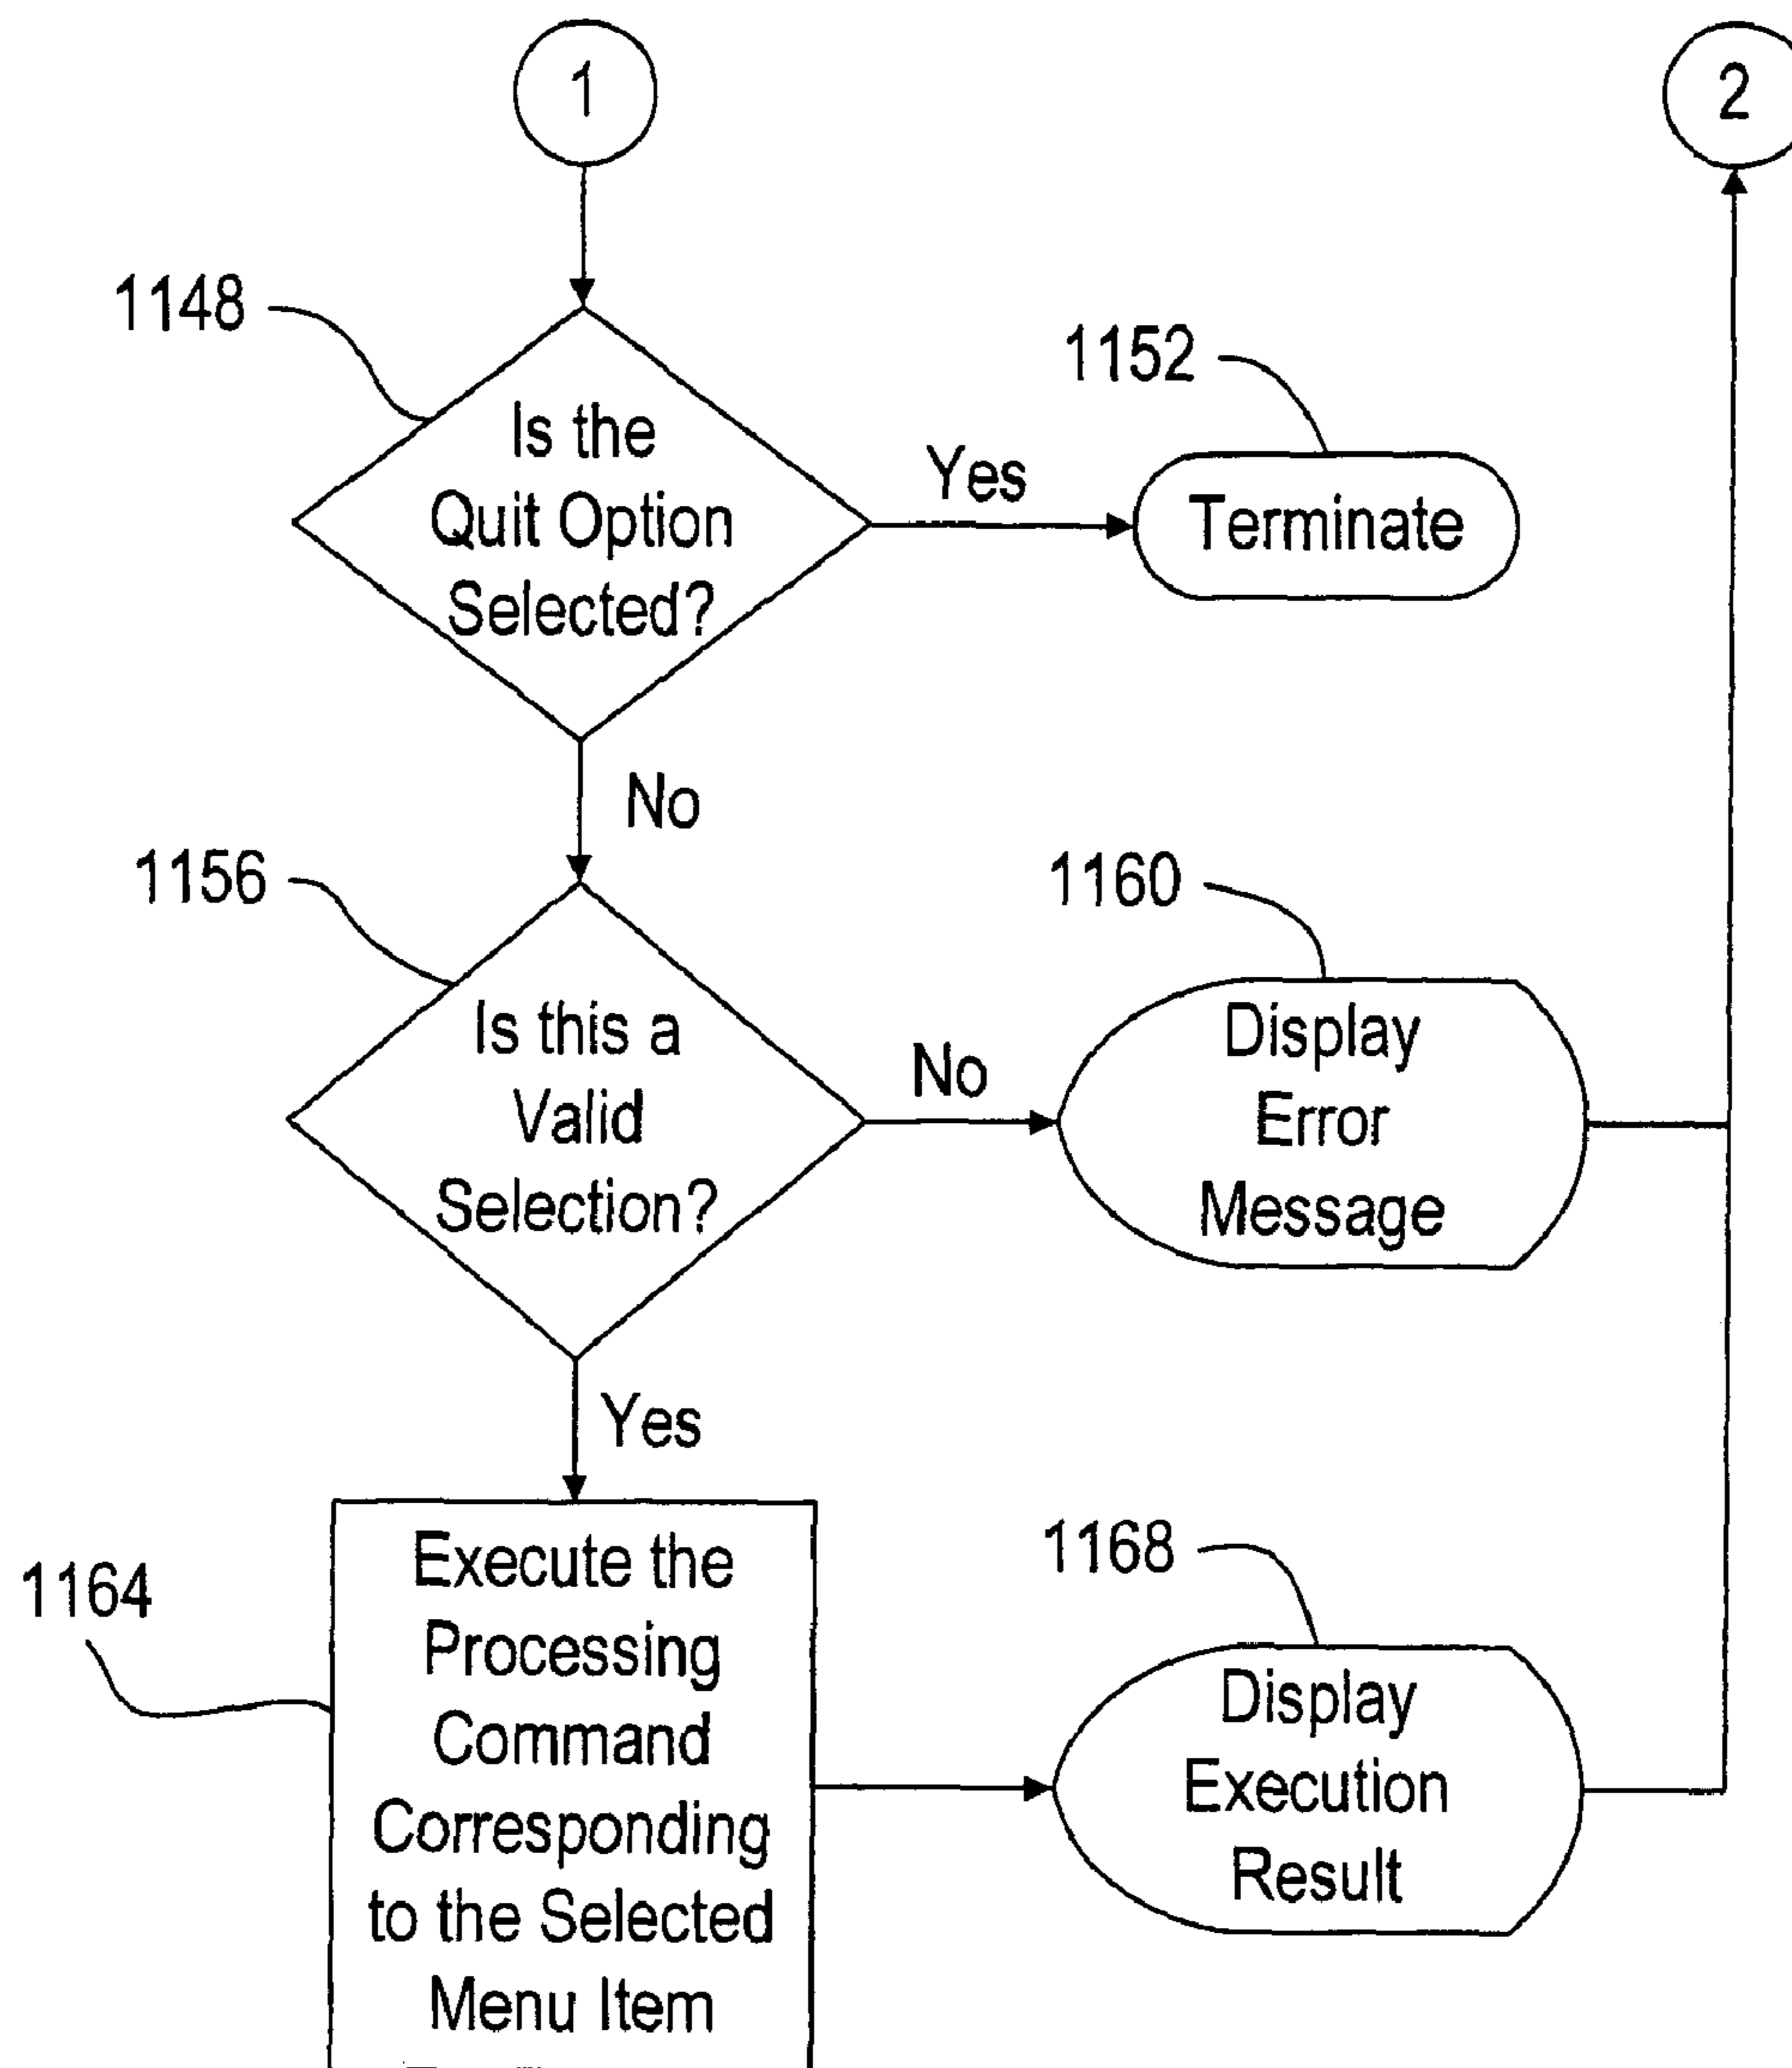 1
2
1148
Is the
Quit Option
Selected?
Yes
1152
Terminate
No
1156
Is this a
Valid
Selection?
No
1160
Display
Error
Message
Yes
1164
Execute the
Processing
Command
Corresponding
to the Selected
Menu Item
1168
Display
Execution
Result